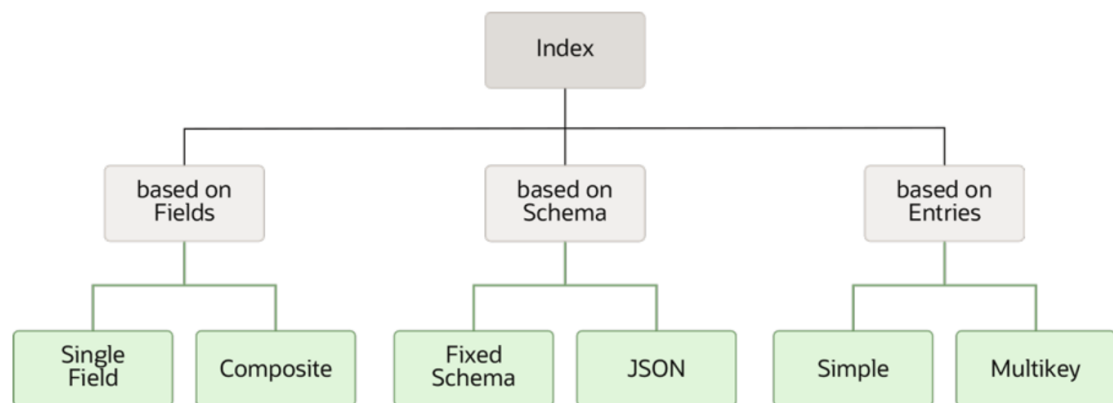 Index
based on
Fields
based on
Schema
based on
Entries
Single
Field
Composite
Fixed
Schema
JSON
Simple
Multikey